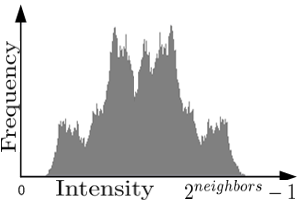 Frequency
0
Intensity
2^neighbors − 1